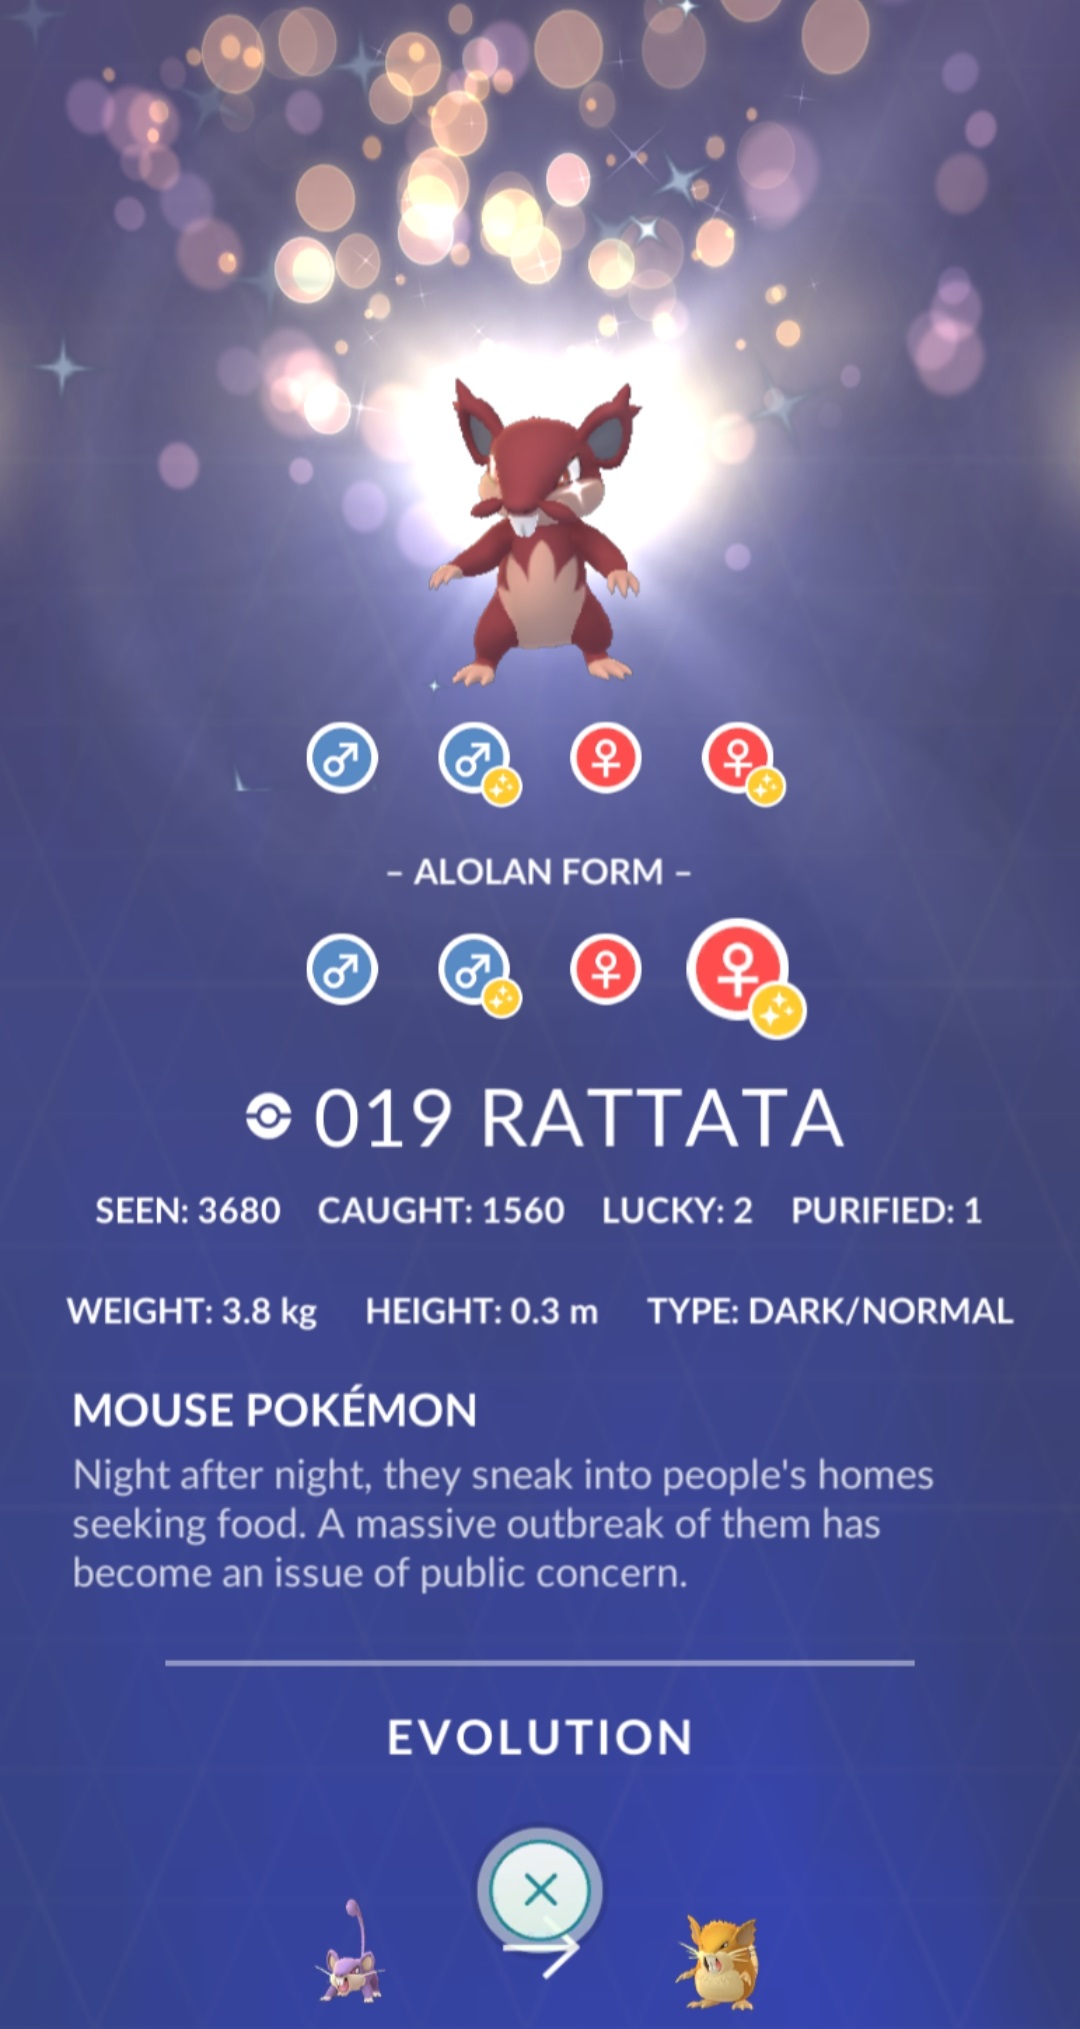 – ALOLAN FORM –
019 RATTATA
SEEN: 3680 CAUGHT: 1560 LUCKY: 2 PURIFIED: 1
WEIGHT: 3.8 kg HEIGHT: 0.3 m TYPE: DARK/NORMAL
MOUSE POKÉMON
Night after night, they sneak into people's homes
seeking food. A massive outbreak of them has
become an issue of public concern.
EVOLUTION